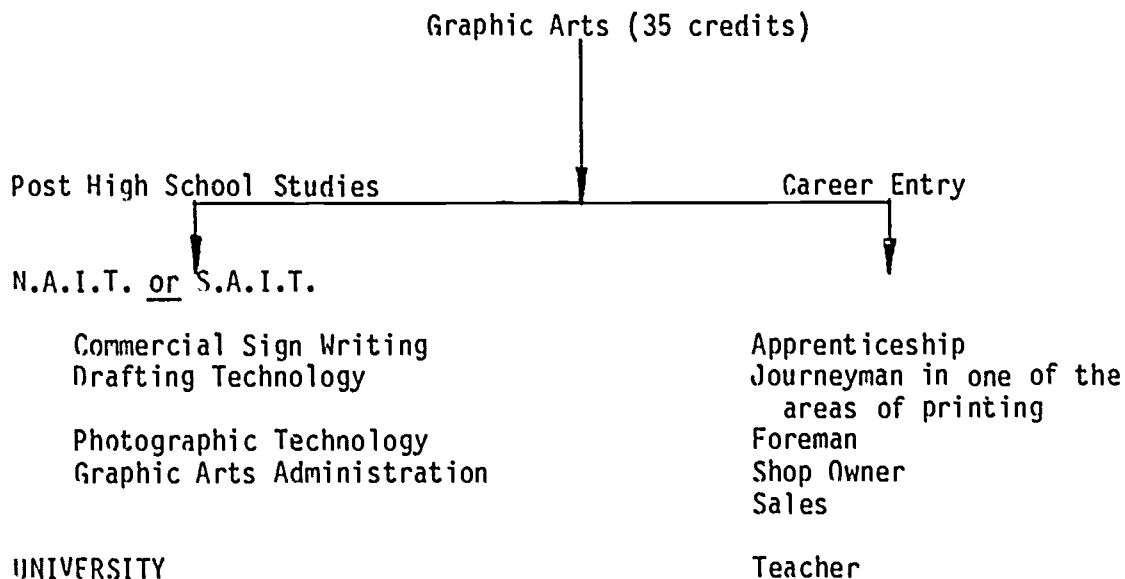 Graphic Arts (35 credits)
Post High School Studies
Career Entry
N.A.I.T. or S.A.I.T.
Commercial Sign Writing
Drafting Technology
Photographic Technology
Graphic Arts Administration
UNIVERSITY
Apprenticeship
Journeyman in one of the
areas of printing
Foreman
Shop Owner
Sales
Teacher